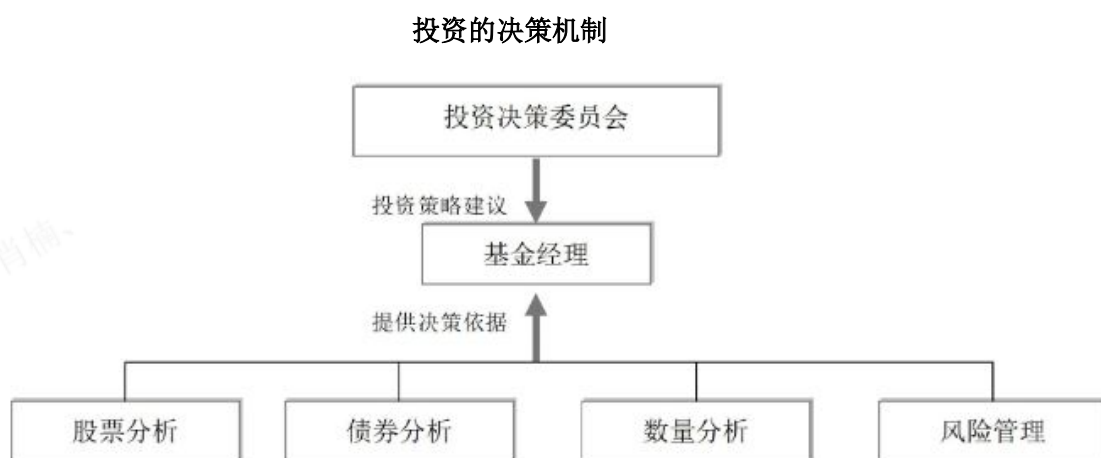 投资的决策机制
投资决策委员会
投资策略建议
基金经理
提供决策依据
股票分析 债券分析 数量分析 风险管理